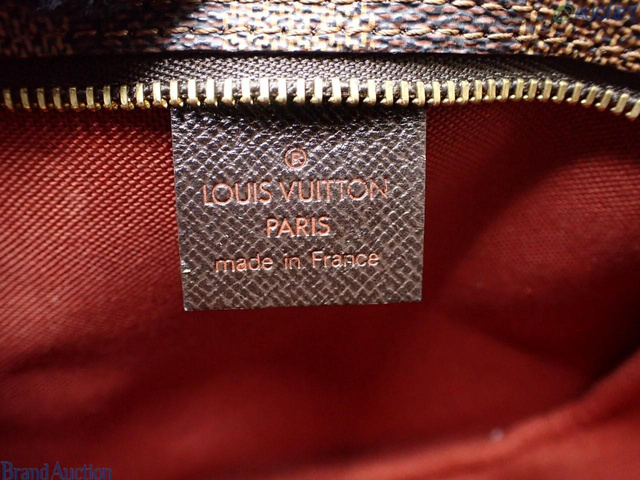 ®
LOUIS VUITTON
PARIS
made in France
Brand Auction